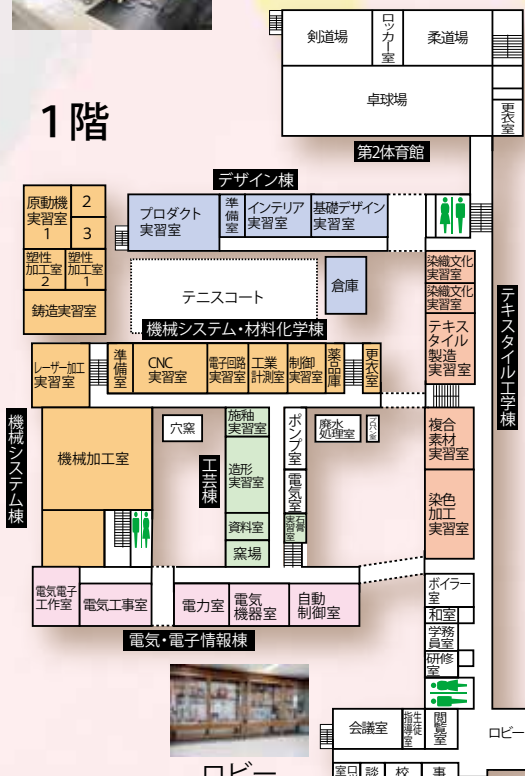 1階
剣道場
ロッカー室
柔道場
卓球場
更衣室
第2体育館
デザイン棟
原動機
実習室
1
2
3
塑性
加工室
2
塑性
加工室
1
鋳造実習室
プロダクト
実習室
準備室
インテリア
実習室
基礎デザイン
実習室
テニスコート
倉庫
染織文化
実習室
染織文化
実習室
テキス
タイル
製造
実習室
テキスタイル工学棟
機械システム・材料化学棟
レーザー加工
実習室
準備室
CNC
実習室
電子回路
実習室
工業
計測室
制御
実習室
薬品庫
更衣室
機械システム棟
機械加工室
穴窯
工芸棟
施釉
実習室
造形
実習室
資料室
窯場
ポンプ室
電気室
石膏
実習室
廃水
処理室
複合
素材
実習室
染色
加工
実習室
電気電子
工作室
電気工事室
電力室
電気
機器室
自動
制御室
電気・電子情報棟
ボイラー
室
和室
学務
員室
研修
室
会議室
生徒
指導室
閲覧室
ロビー
ロビー
談
校
事